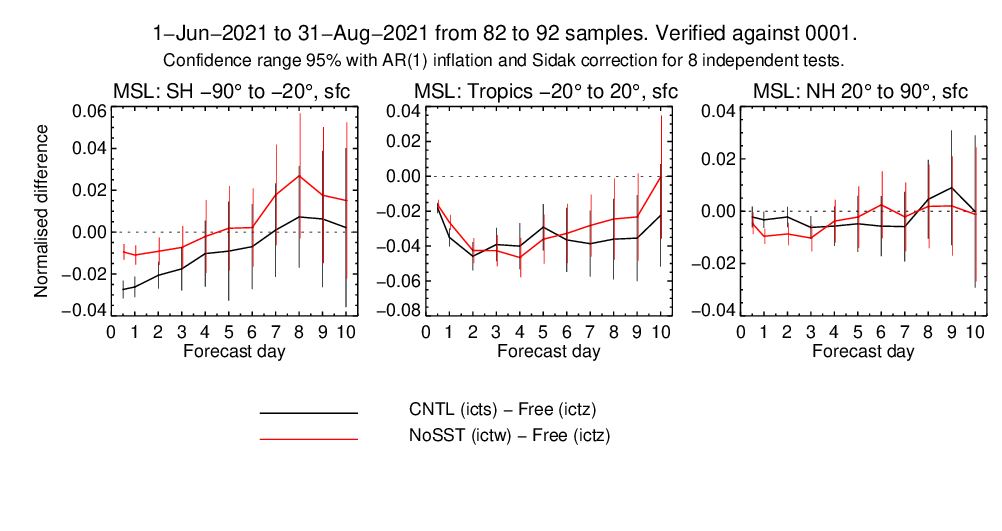 1−Jun−2021 to 31−Aug−2021 from 82 to 92 samples. Verified against 0001.
Confidence range 95% with AR(1) inflation and Sidak correction for 8 independent tests.
MSL: SH −90° to −20°, sfc
0.06
0.04
0.02
0.00
−0.02
−0.04
Normalised difference
0 1 2 3 4 5 6 7 8 9 10
Forecast day
MSL: Tropics −20° to 20°, sfc
0.04
0.02
0.00
−0.02
−0.04
−0.06
−0.08
0 1 2 3 4 5 6 7 8 9 10
Forecast day
MSL: NH 20° to 90°, sfc
0.04
0.02
0.00
−0.02
−0.04
0 1 2 3 4 5 6 7 8 9 10
Forecast day
CNTL (icts) − Free (ictz)
NoSST (ictw) − Free (ictz)